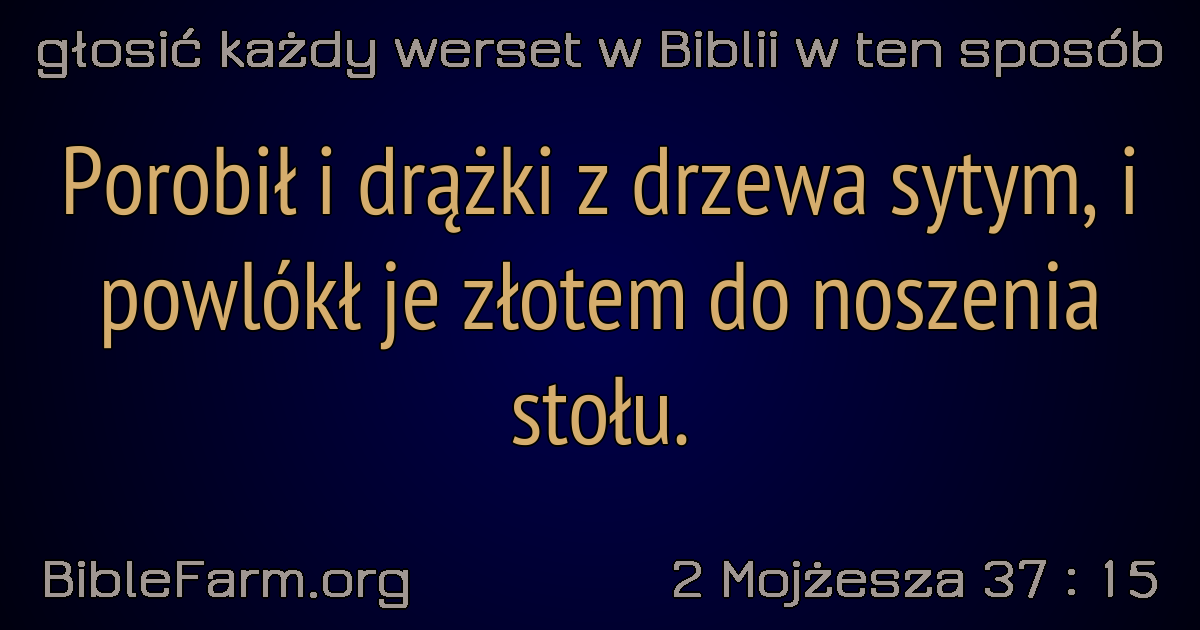 głosić każdy werset w Biblii w ten sposób
Porobił i drążki z drzewa sytym, i
powlókł je złotem do noszenia
stołu.
BibleFarm.org
2 Mojżesza 37 : 15